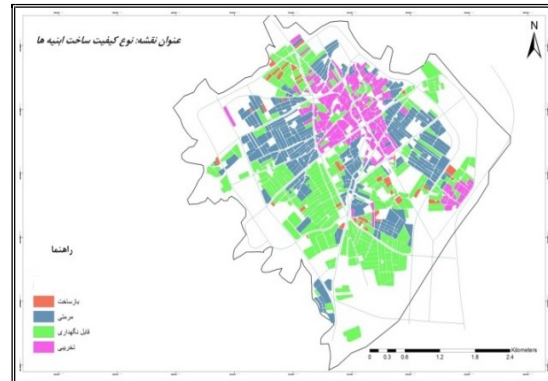 عنوان نقشه: نوع کیفیت ساخت ابنیه ها
N
راهنما
بازساخت
مرمتی
قابل نگهداری
تخریبی
Kilometers
0 0.3 0.6 1.2 1.8 2.4